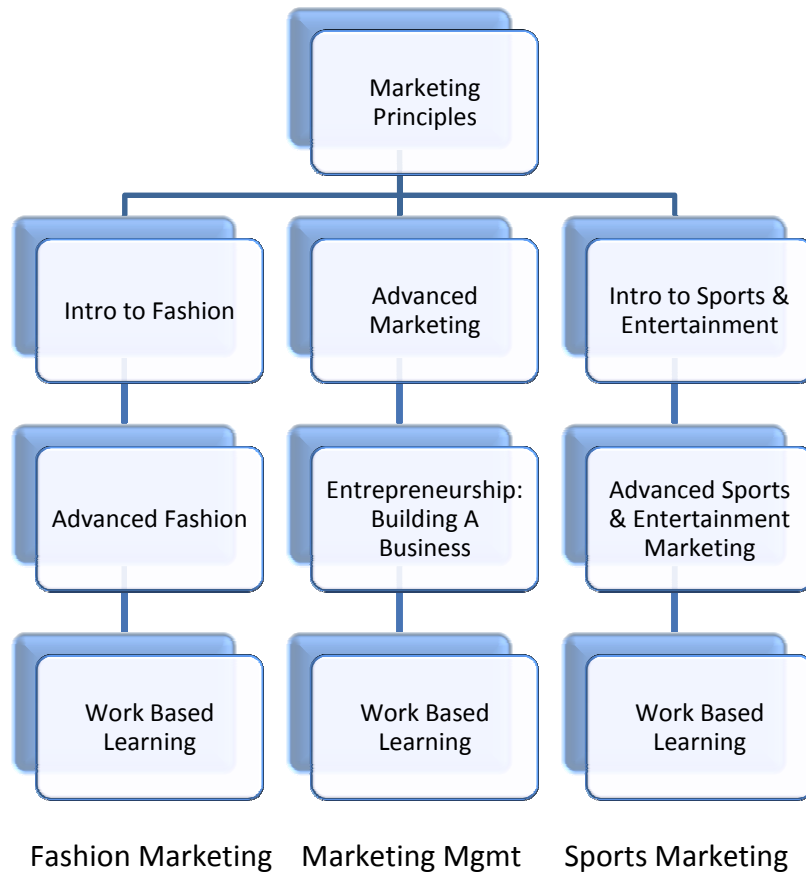 Marketing
Principles
Intro to Fashion
Advanced
Marketing
Intro to Sports &
Entertainment
Advanced Fashion
Entrepreneurship:
Building A
Business
Advanced Sports
& Entertainment
Marketing
Work Based
Learning
Work Based
Learning
Work Based
Learning
Fashion Marketing
Marketing Mgmt
Sports Marketing